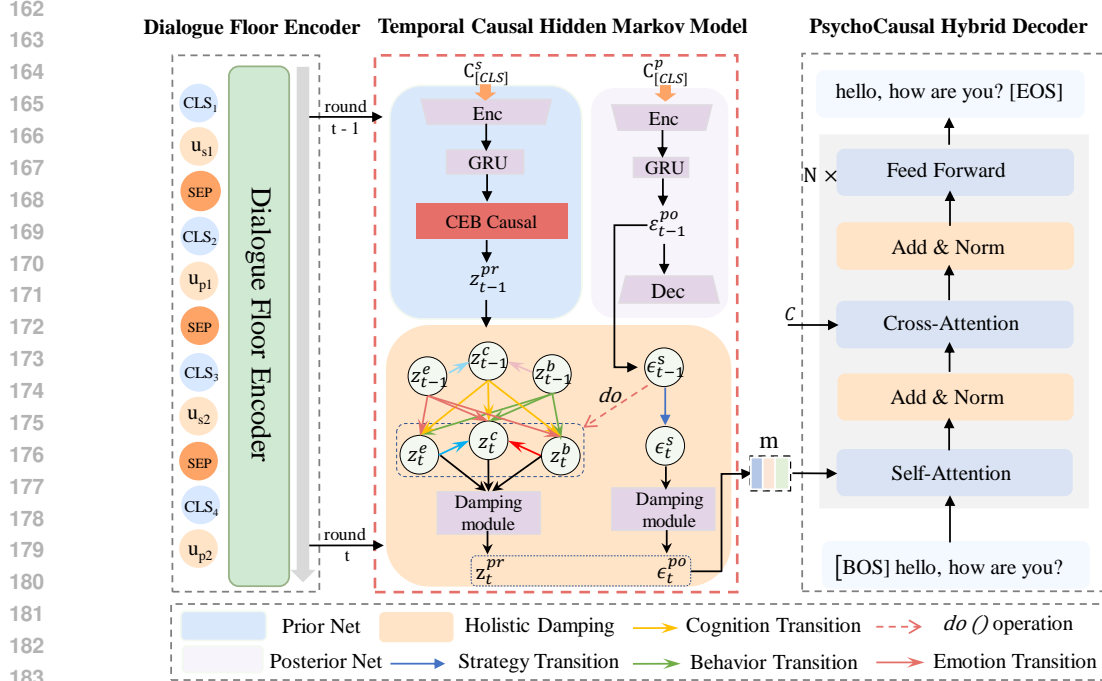 162
163
164
165
166
167
168
169
170
171
172
173
174
175
176
177
178
179
180
181
182
183
Dialogue Floor Encoder
CLS₁
u_s1
SEP
CLS₂
u_p1
SEP
CLS₃
u_s2
SEP
CLS₄
u_p2
Dialogue Floor Encoder
round
t - 1
round
t
Temporal Causal Hidden Markov Model
C^s_[CLS]
Enc
GRU
CEB Causal
z^pr_t-1
C^p_[CLS]
Enc
GRU
ε^po_t-1
Dec
z^e_t-1
z^c_t-1
z^b_t-1
ϵ^s_t-1
do
z^e_t
z^c_t
z^b_t
ϵ^s_t
Damping
module
Damping
module
z^pr_t
ϵ^po_t
m
PsychoCausal Hybrid Decoder
hello, how are you? [EOS]
N ×
Feed Forward
Add & Norm
C
Cross-Attention
Add & Norm
Self-Attention
[BOS] hello, how are you?
Prior Net
Holistic Damping
Cognition Transition
do () operation
Posterior Net
Strategy Transition
Behavior Transition
Emotion Transition